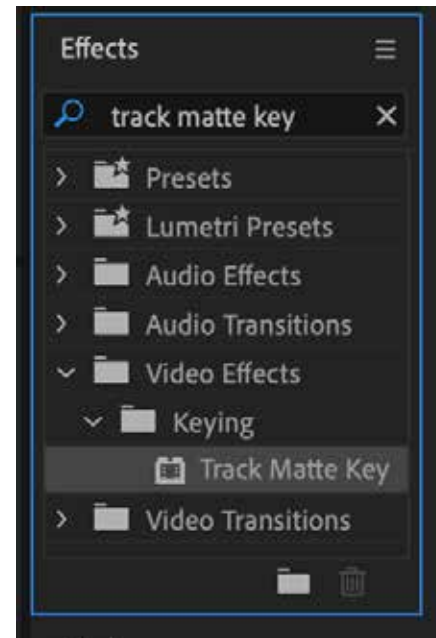 Effects
track matte key
Presets
Lumetri Presets
Audio Effects
Audio Transitions
Video Effects
Keying
Track Matte Key
Video Transitions